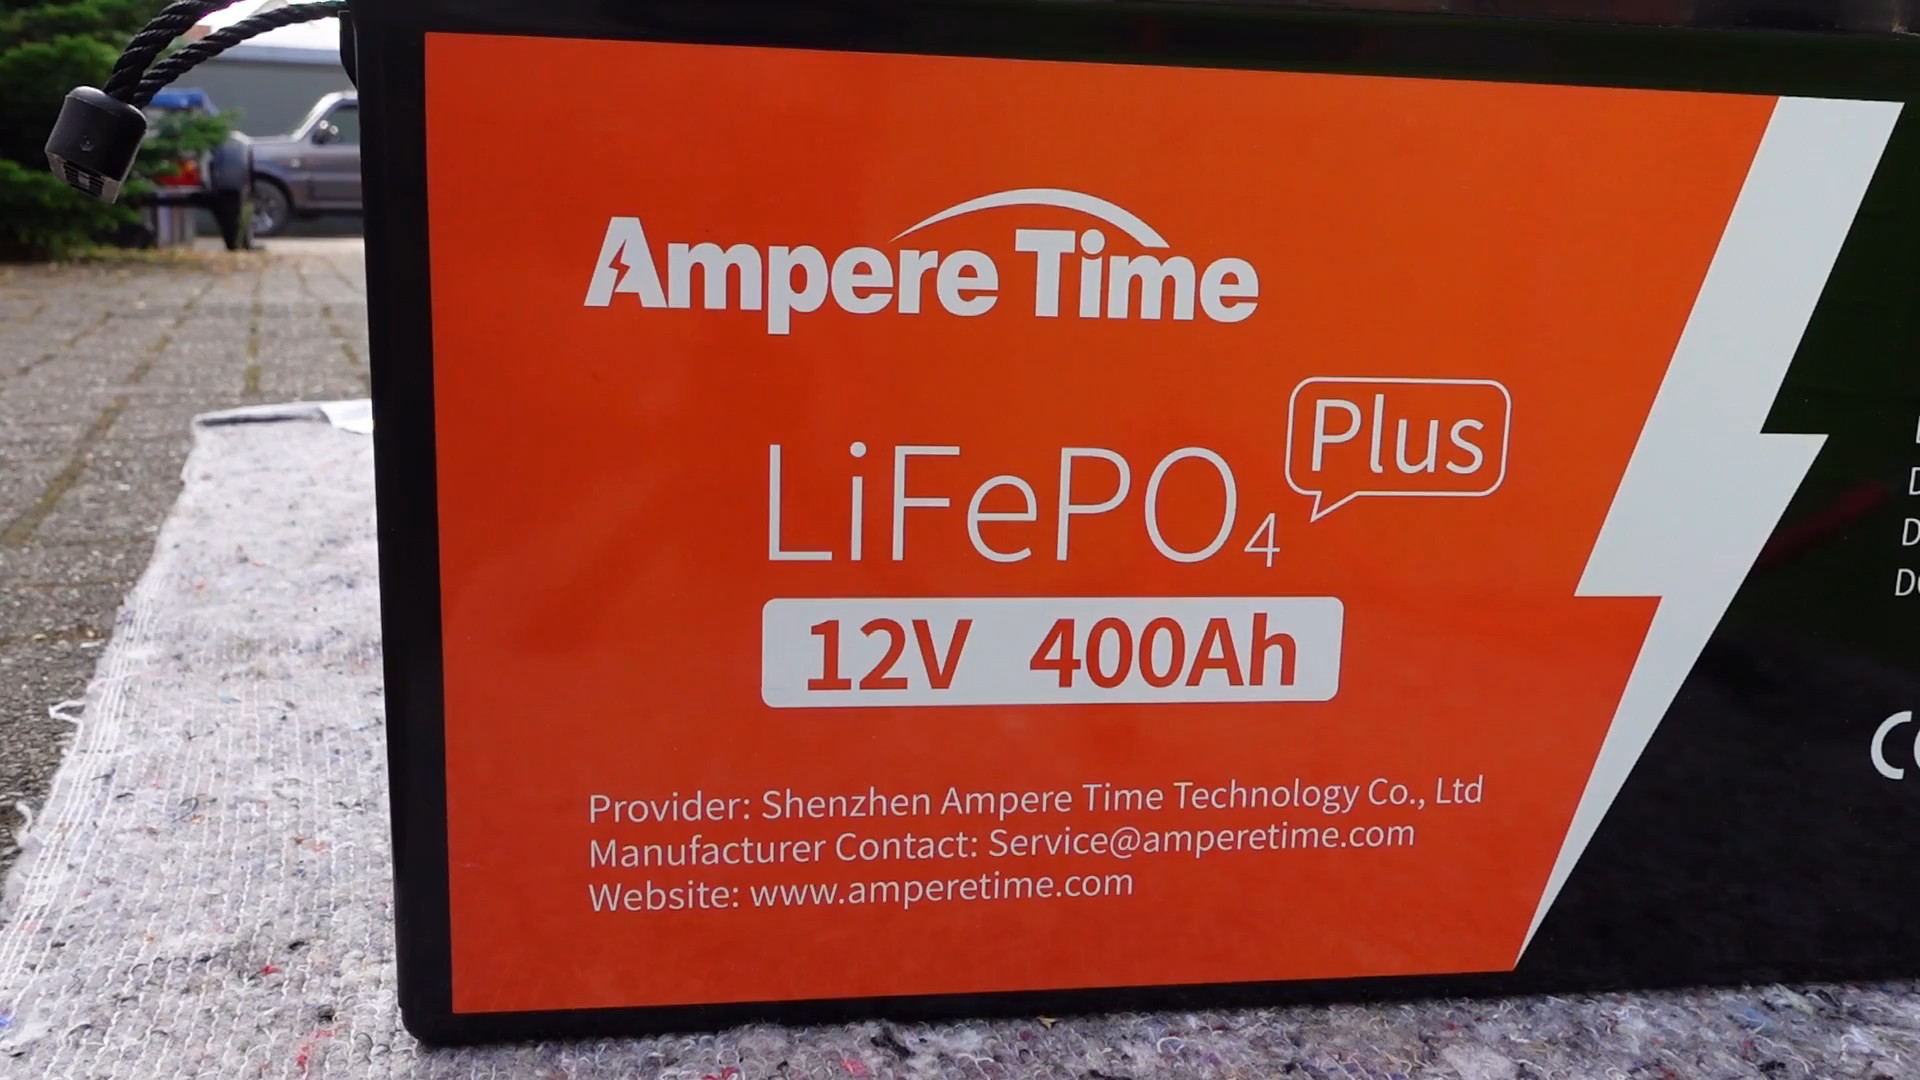 Ampere Time
Plus
LiFePO4
12V 400Ah
Provider: Shenzhen Ampere Time Technology Co., Ltd
Manufacturer Contact: Service@amperetime.com
Website: www.amperetime.com